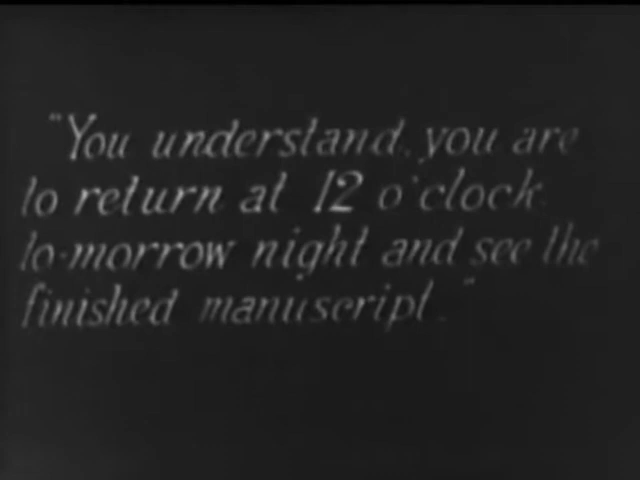 "You understand, you are
to return at 12 o'clock
to-morrow night and see the
finished manuscript."